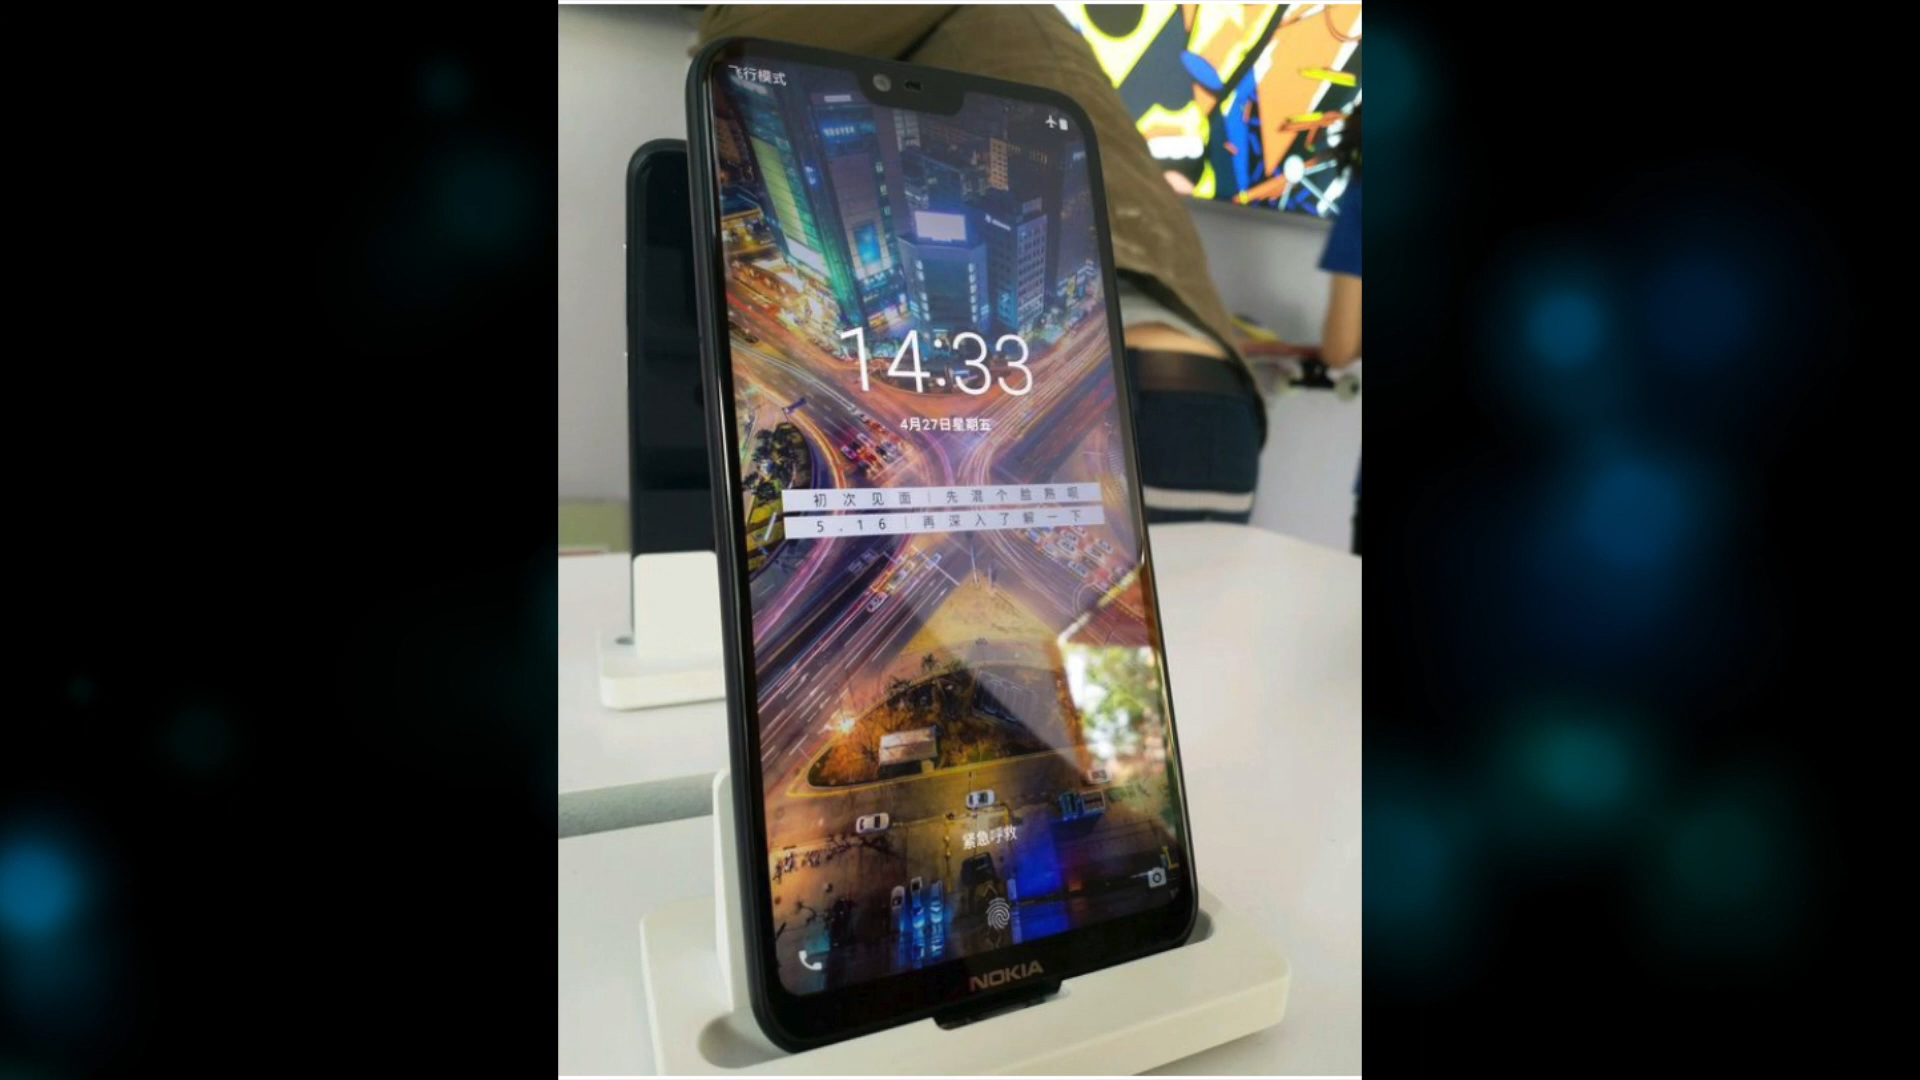 飞行模式
14:33
4月27日星期五
初次见面|先混个脸熟呗
5.16|再深入了解一下
紧急呼救
NOKIA